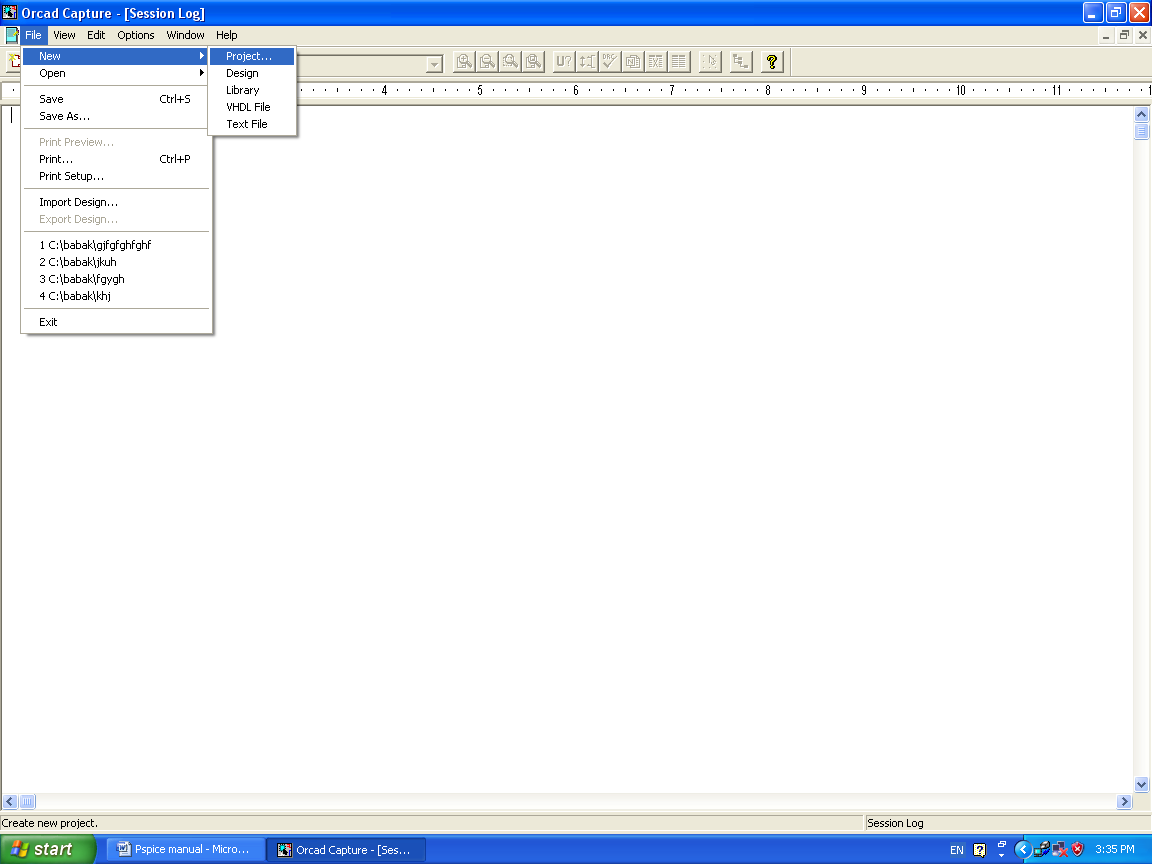 Orcad Capture - [Session Log]
File View Edit Options Window Help
New
Open
Save Ctrl+S
Save As...
Print Preview...
Print... Ctrl+P
Print Setup...
Import Design...
Export Design...
1 C:\babak\gjfgfghfghf
2 C:\babak\jkuh
3 C:\babak\fgygh
4 C:\babak\khj
Exit
Project...
Design
Library
VHDL File
Text File
U? DRC ?
4 5 6 7 8 9 10 11 1
Create new project. Session Log
start Pspice manual - Micro... Orcad Capture - [Ses... EN ? 3:35 PM